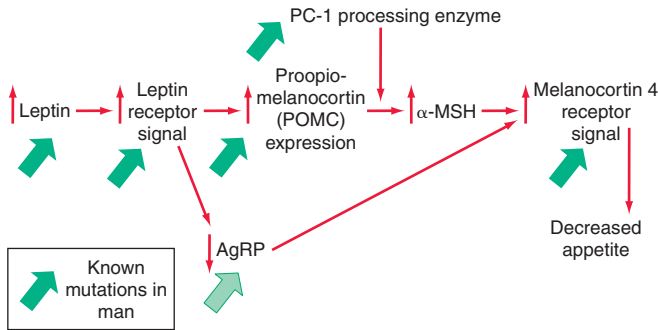 PC-1 processing enzyme
Leptin
Leptin
receptor
signal
Proopio-
melanocortin
(POMC)
expression
α-MSH
Melanocortin 4
receptor
signal
AgRP
Decreased
appetite
Known
mutations in
man